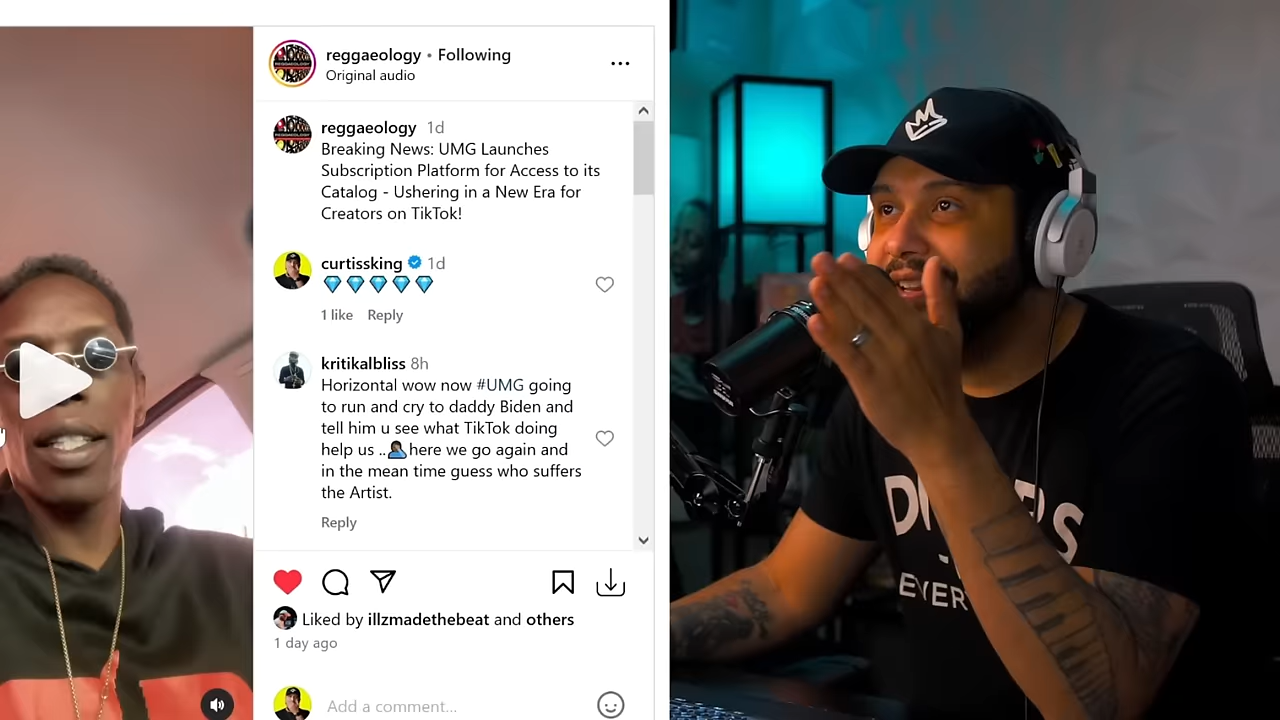 reggaeology • Following
Original audio
reggaeology 1d
Breaking News: UMG Launches
Subscription Platform for Access to its
Catalog - Ushering in a New Era for
Creators on TikTok!
curtissking 1d
💎💎💎💎💎
1 like Reply
kritikalbliss 8h
Horizontal wow now #UMG going
to run and cry to daddy Biden and
tell him u see what TikTok doing
help us ..🤦🏿‍♂️here we go again and
in the mean time guess who suffers
the Artist.
Reply
Liked by illzmadethebeat and others
1 day ago
Add a comment...